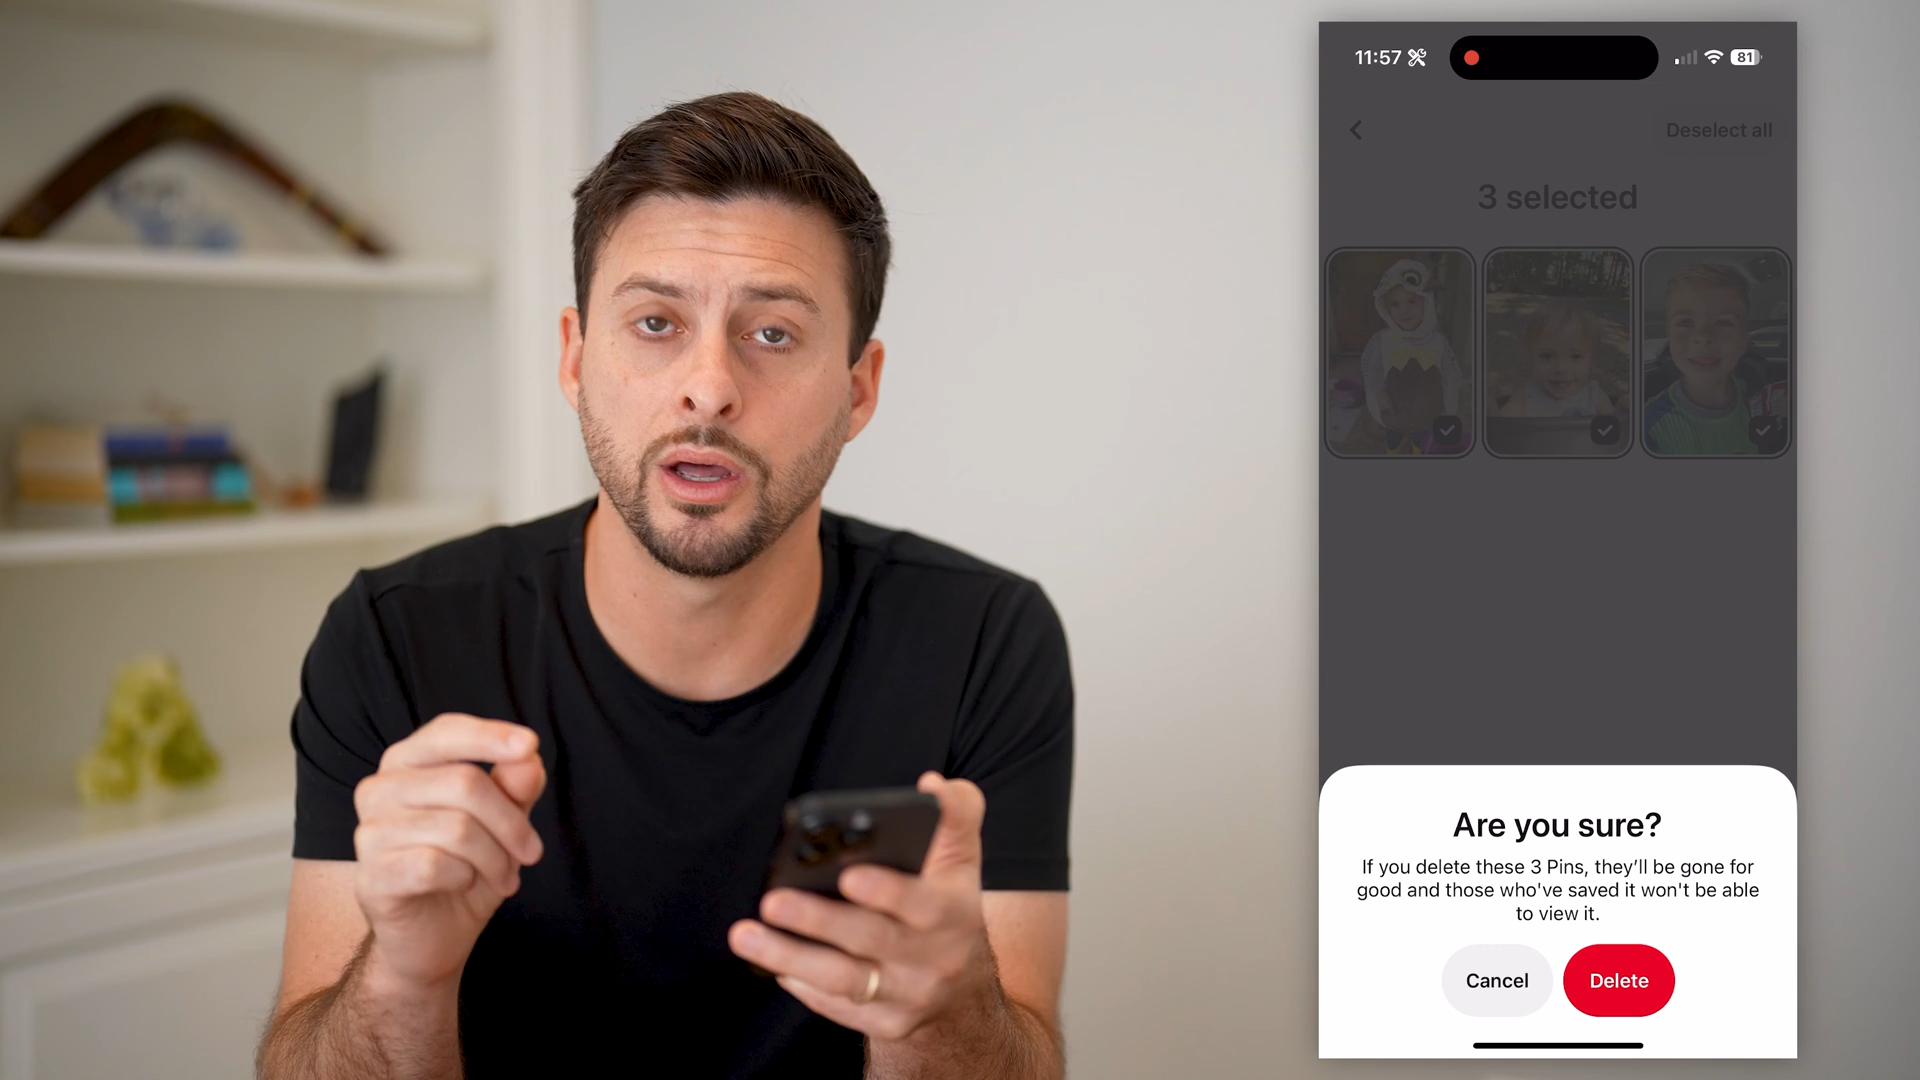 11:57
81
Deselect all
3 selected
Are you sure?
If you delete these 3 Pins, they'll be gone for
good and those who've saved it won't be able
to view it.
Cancel
Delete